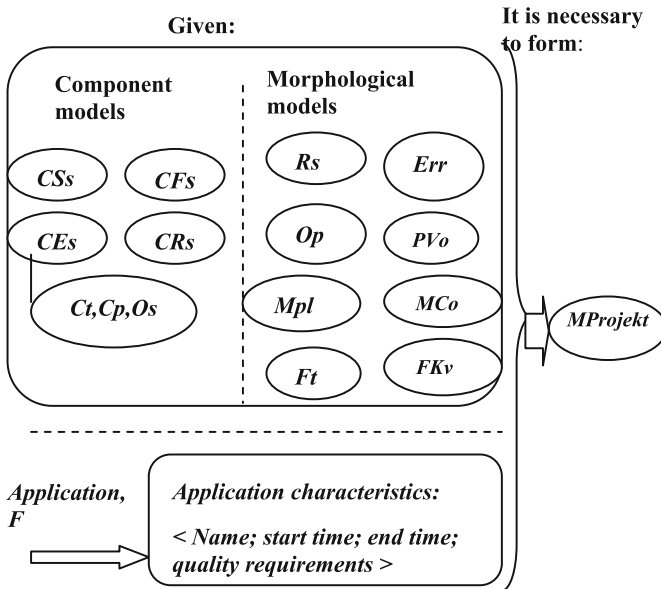 Given:
It is necessary
to form:
Component
models
Morphological
models
CSs
CFs
CEs
CRs
Ct,Cp,Os
Rs
Err
Op
PVo
Mpl
MCo
Ft
FKv
MProjekt
Application,
F
Application characteristics:
< Name; start time; end time;
quality requirements >